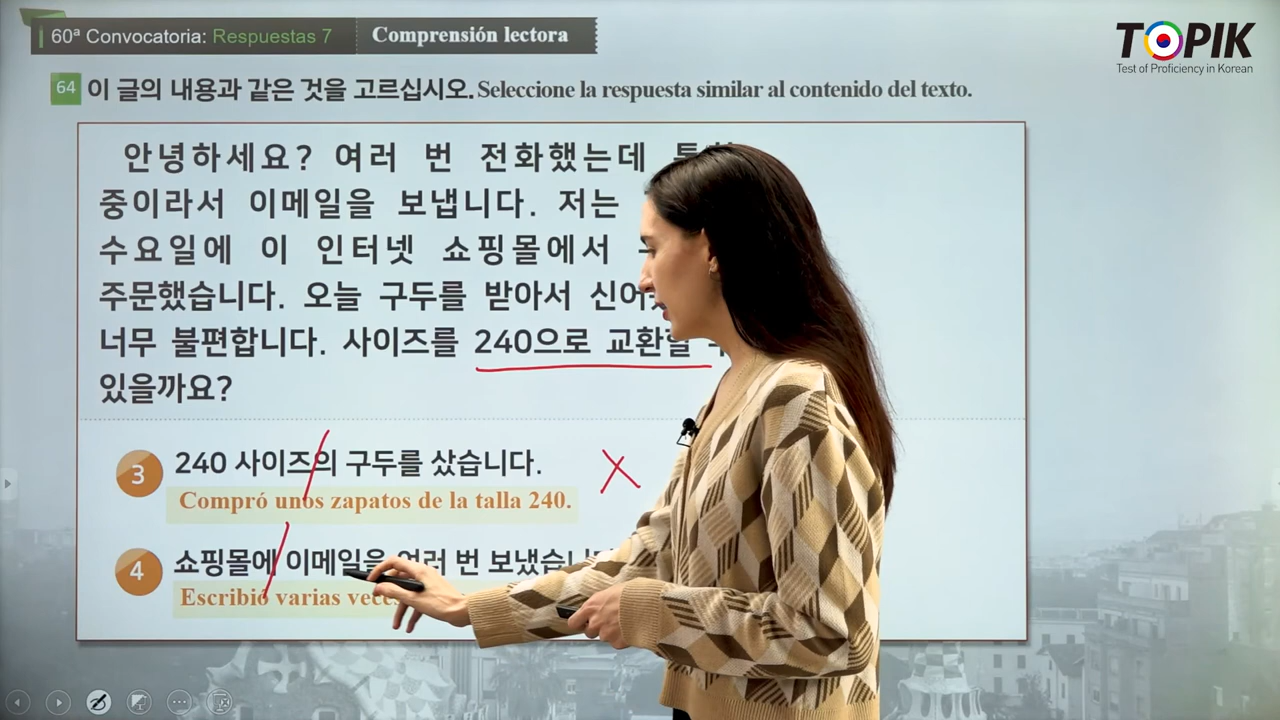 60ª Convocatoria: Respuestas 7 Comprensión lectora
TOPIK
Test of Proficiency in Korean
64 이 글의 내용과 같은 것을 고르십시오. Seleccione la respuesta similar al contenido del texto.
안녕하세요? 여러 번 전화했는데
중이라서 이메일을 보냅니다. 저는
수요일에 이 인터넷 쇼핑몰에서
주문했습니다. 오늘 구두를 받아서
너무 불편합니다. 사이즈를 240으로 교환할
있을까요?
3 240 사이즈의 구두를 샀습니다.
Compró unos zapatos de la talla 240.
4 쇼핑몰에 이메일을 여러 번
Escribió varias